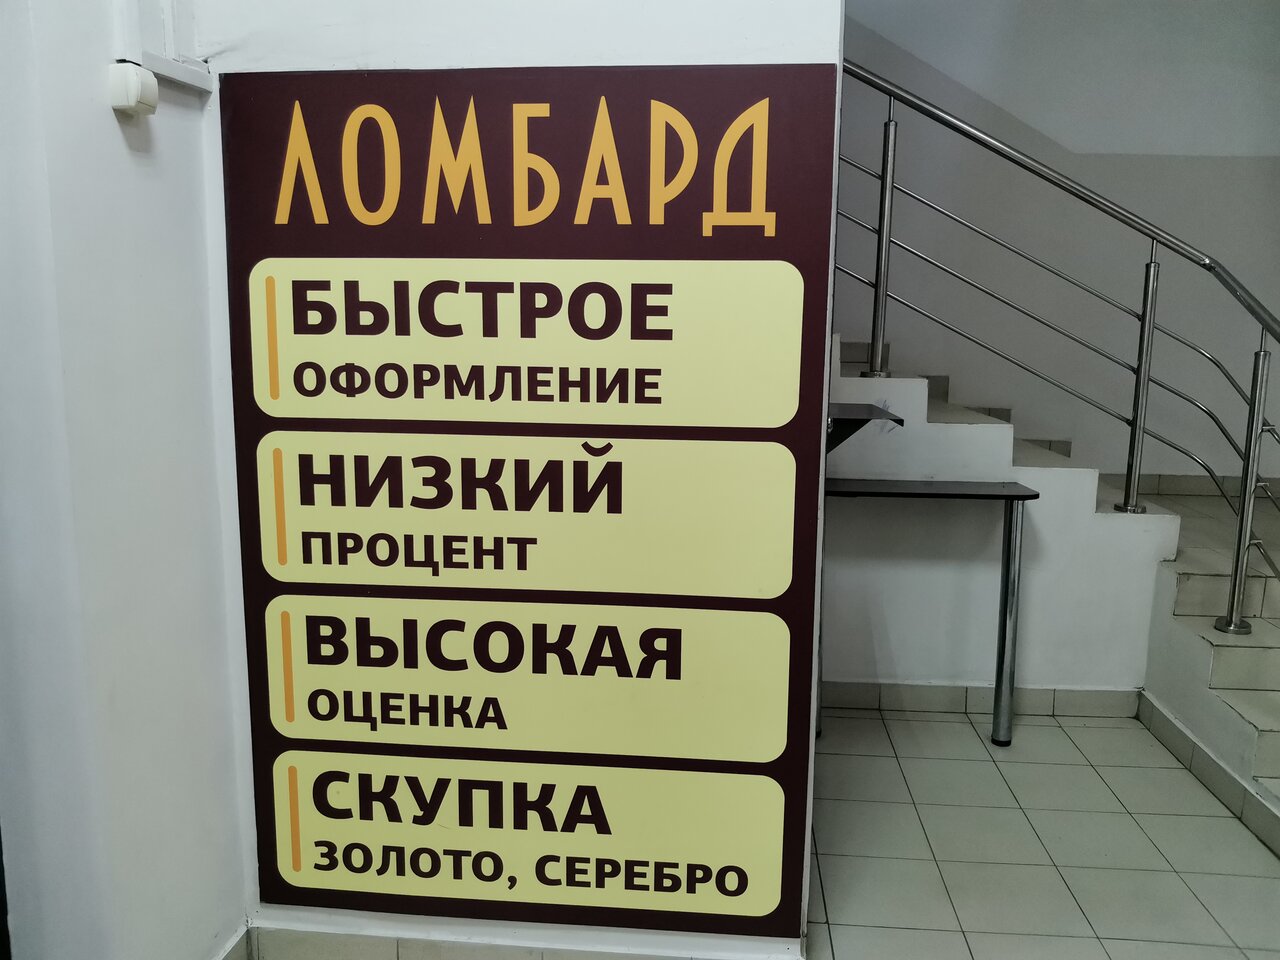 ЛОМБАРД
БЫСТРОЕ
ОФОРМЛЕНИЕ
НИЗКИЙ
ПРОЦЕНТ
ВЫСОКАЯ
ОЦЕНКА
СКУПКА
ЗОЛОТО, СЕРЕБРО